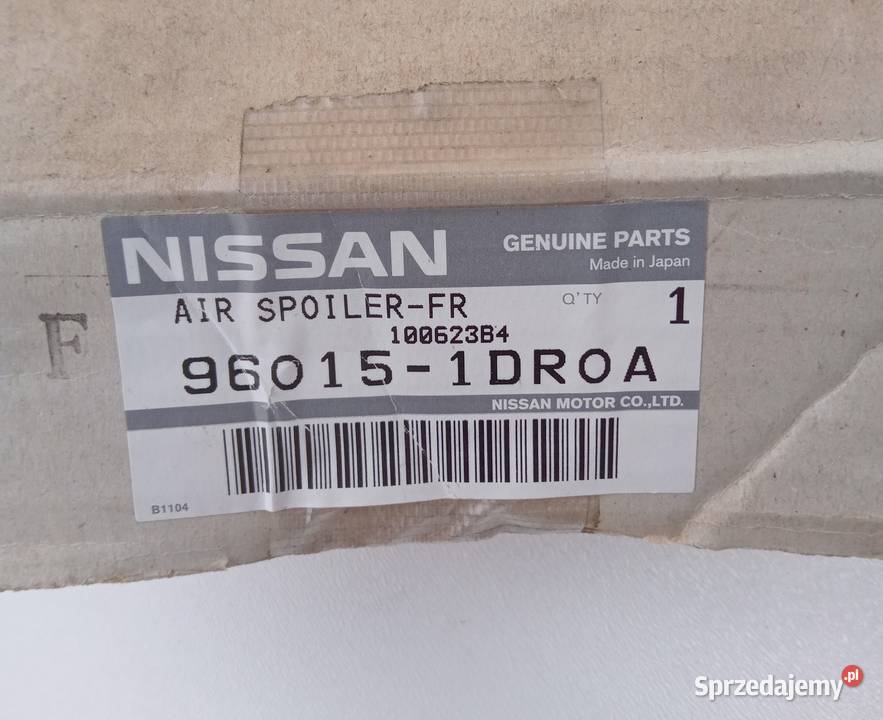 NISSAN
GENUINE PARTS
Made in Japan
AIR SPOILER-FR
Q'TY 1
100623B4
F
96015-1DR0A
NISSAN MOTOR CO.,LTD.
B1104
Sprzedajemy.pl